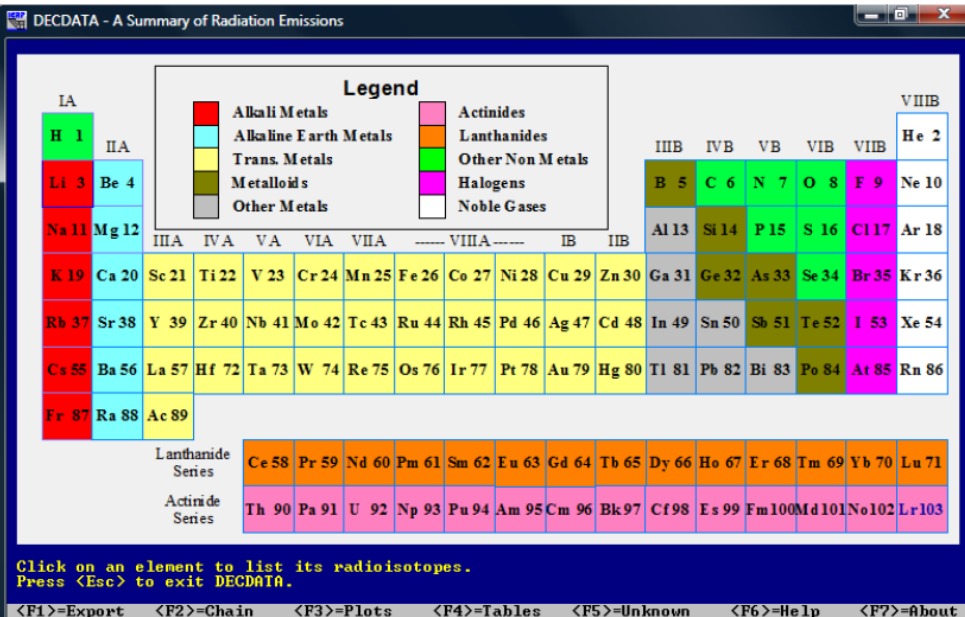 DECDATA - A Summary of Radiation Emissions
Legend
Alkali Metals
Actinides
Alkaline Earth Metals
Lanthanides
Trans. Metals
Other Non Metals
Metalloids
Halogens
Other Metals
Noble Gases
IA VIIIB
H 1 IIA IIIB IVB VB VIB VIIB He 2
Li 3 Be 4 B 5 C 6 N 7 O 8 F 9 Ne 10
Na 11 Mg 12 IIIA IVA VA VIA VIIA ------ VIIIA ------ IB IIB Al 13 Si 14 P 15 S 16 Cl 17 Ar 18
K 19 Ca 20 Sc 21 Ti 22 V 23 Cr 24 Mn 25 Fe 26 Co 27 Ni 28 Cu 29 Zn 30 Ga 31 Ge 32 As 33 Se 34 Br 35 Kr 36
Rb 37 Sr 38 Y 39 Zr 40 Nb 41 Mo 42 Tc 43 Ru 44 Rh 45 Pd 46 Ag 47 Cd 48 In 49 Sn 50 Sb 51 Te 52 I 53 Xe 54
Cs 55 Ba 56 La 57 Hf 72 Ta 73 W 74 Re 75 Os 76 Ir 77 Pt 78 Au 79 Hg 80 Tl 81 Pb 82 Bi 83 Po 84 At 85 Rn 86
Fr 87 Ra 88 Ac 89
Lanthanide
Series
Ce 58 Pr 59 Nd 60 Pm 61 Sm 62 Eu 63 Gd 64 Tb 65 Dy 66 Ho 67 Er 68 Tm 69 Yb 70 Lu 71
Actinide
Series
Th 90 Pa 91 U 92 Np 93 Pu 94 Am 95 Cm 96 Bk 97 Cf 98 Es 99 Fm 100 Md 101 No 102 Lr 103
Click on an element to list its radioisotopes.
Press <Esc> to exit DECDATA.
<F1>=Export <F2>=Chain <F3>=Plots <F4>=Tables <F5>=Unknown <F6>=Help <F7>=About